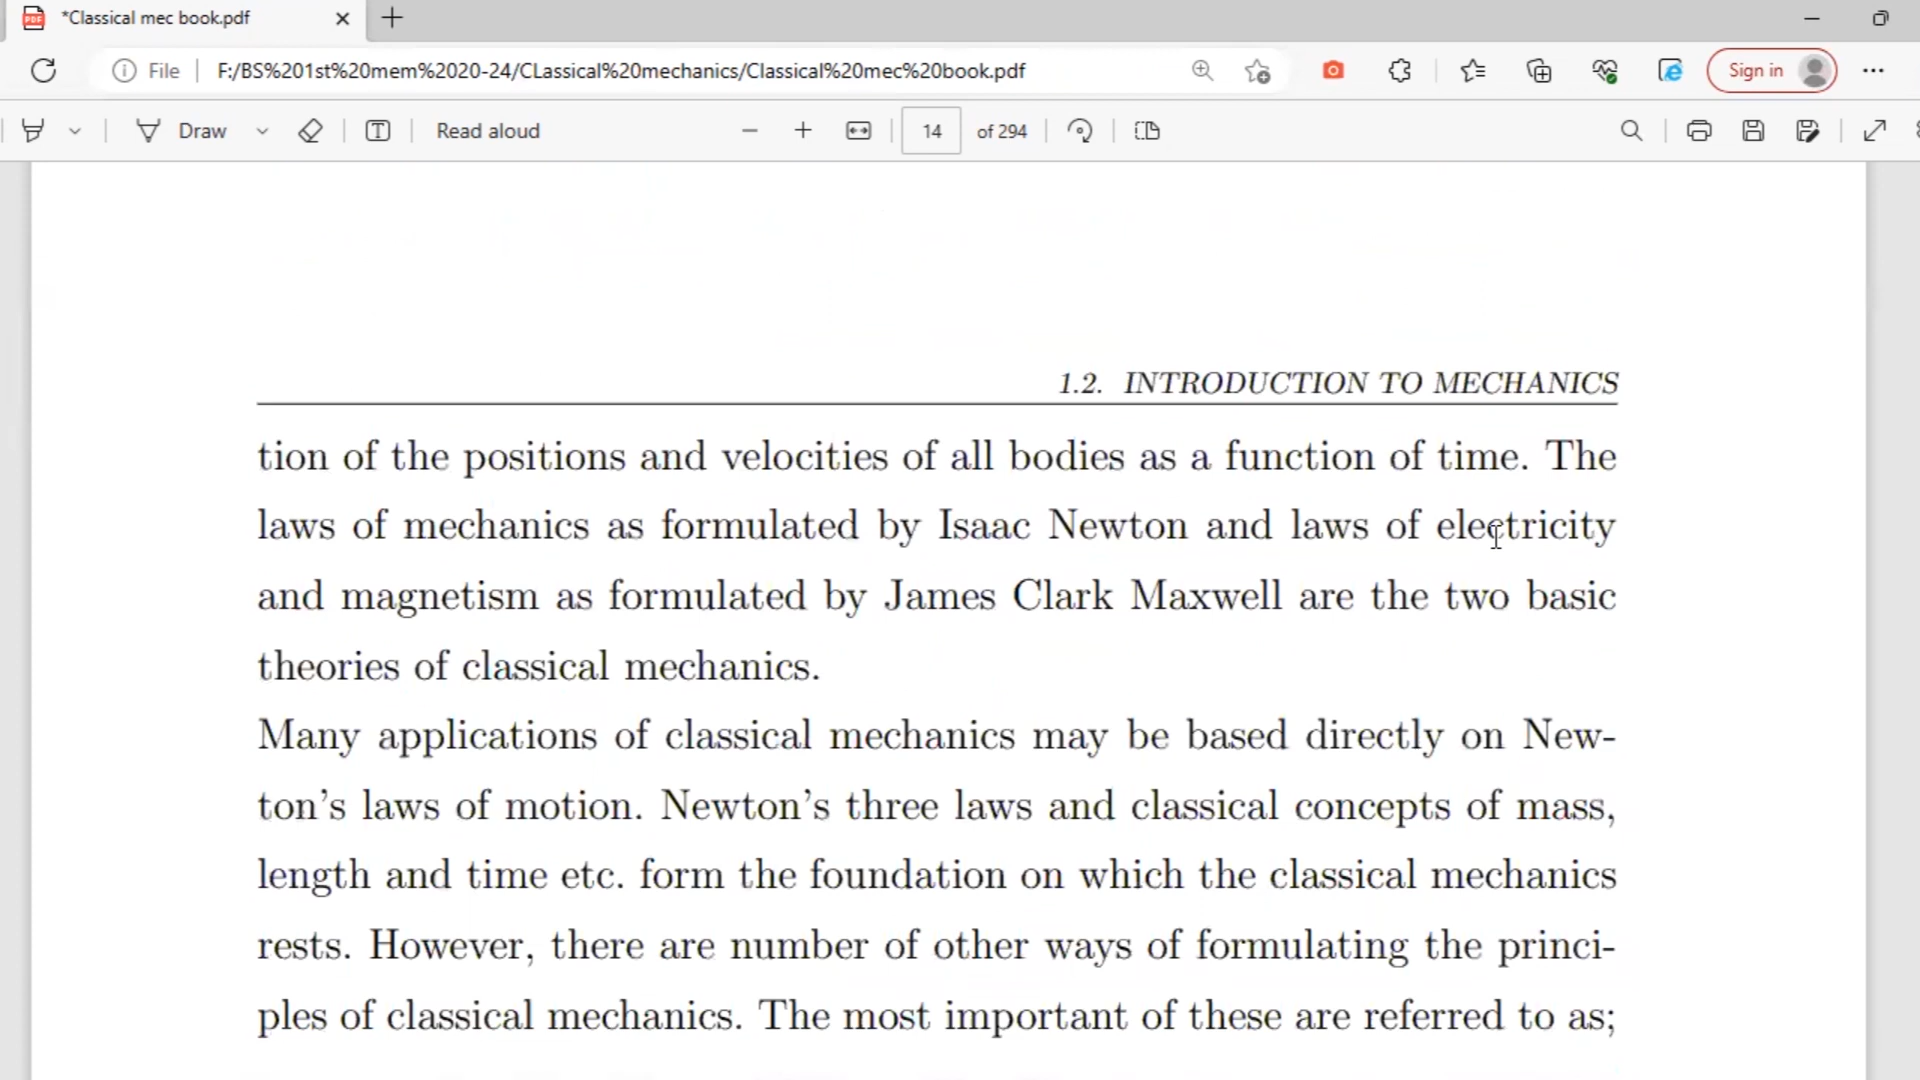 *Classical mec book.pdf
File F:/BS%201st%20mem%2020-24/CLassical%20mechanics/Classical%20mec%20book.pdf Sign in
Draw Read aloud 14 of 294
1.2. INTRODUCTION TO MECHANICS
tion of the positions and velocities of all bodies as a function of time. The
laws of mechanics as formulated by Isaac Newton and laws of electricity
and magnetism as formulated by James Clark Maxwell are the two basic
theories of classical mechanics.
Many applications of classical mechanics may be based directly on New-
ton's laws of motion. Newton's three laws and classical concepts of mass,
length and time etc. form the foundation on which the classical mechanics
rests. However, there are number of other ways of formulating the princi-
ples of classical mechanics. The most important of these are referred to as;